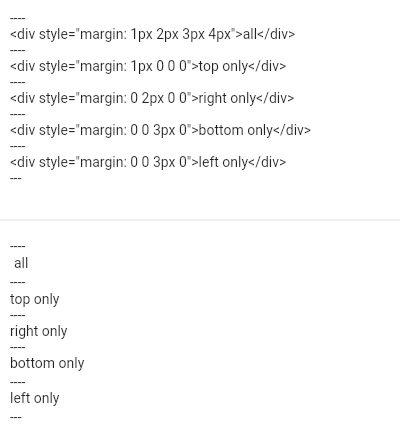 ----
<div style="margin: 1px 2px 3px 4px">all</div>
----
<div style="margin: 1px 0 0 0">top only</div>
----
<div style="margin: 0 2px 0 0">right only</div>
----
<div style="margin: 0 0 3px 0">bottom only</div>
----
<div style="margin: 0 0 3px 0">left only</div>
---
----
all
----
top only
----
right only
----
bottom only
----
left only
---